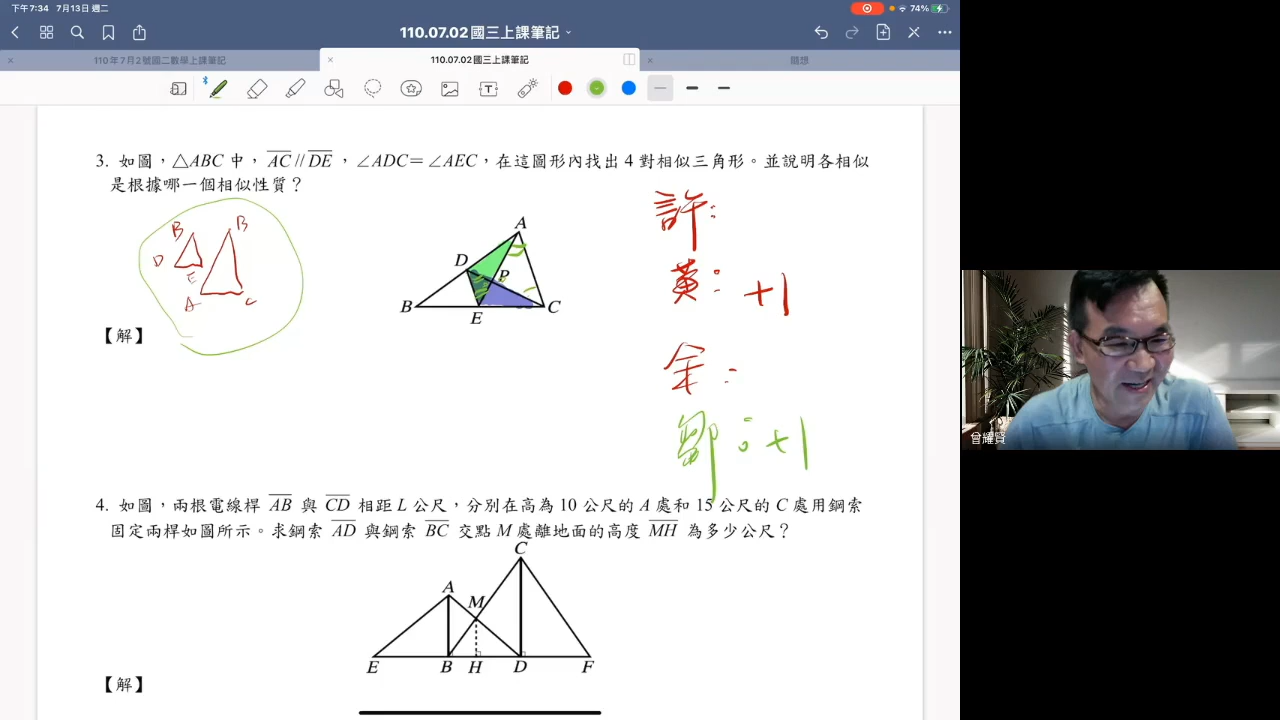 下午7:34 7月13日 週二
74%
110.07.02國三上課筆記
110年7月2號國二數學上課筆記
110.07.02國三上課筆記
隨想
3. 如圖，△ABC 中，AC // DE，∠ADC＝∠AEC，在這圖形內找出 4 對相似三角形。並說明各相似
是根據哪一個相似性質？
許：
黃： +1
余：
鄒： +1
B B
D E A C
A
D P
B E C
【解】
曾耀賢
4. 如圖，兩根電線桿 AB 與 CD 相距 L 公尺，分別在高為 10 公尺的 A 處和 15 公尺的 C 處用鋼索
固定兩桿如圖所示。求鋼索 AD 與鋼索 BC 交點 M 處離地面的高度 MH 為多少公尺？
C
A
M
E B H D F
【解】